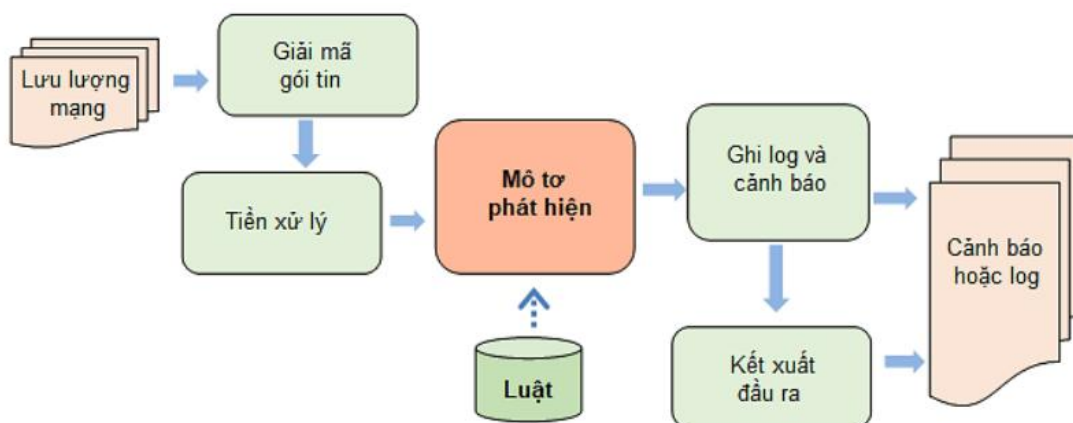 Lưu lượng
mạng
Giải mã
gói tin
Tiền xử lý
Mô tơ
phát hiện
Luật
Ghi log và
cảnh báo
Kết xuất
đầu ra
Cảnh báo
hoặc log